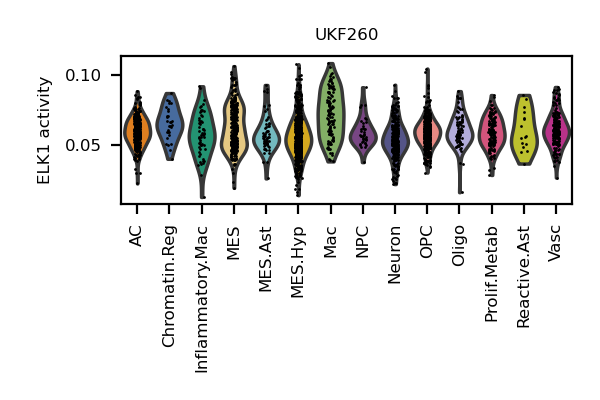 UKF260
ELK1 activity
0.10
0.05
AC
Chromatin.Reg
Inflammatory.Mac
MES
MES.Ast
MES.Hyp
Mac
NPC
Neuron
OPC
Oligo
Prolif.Metab
Reactive.Ast
Vasc